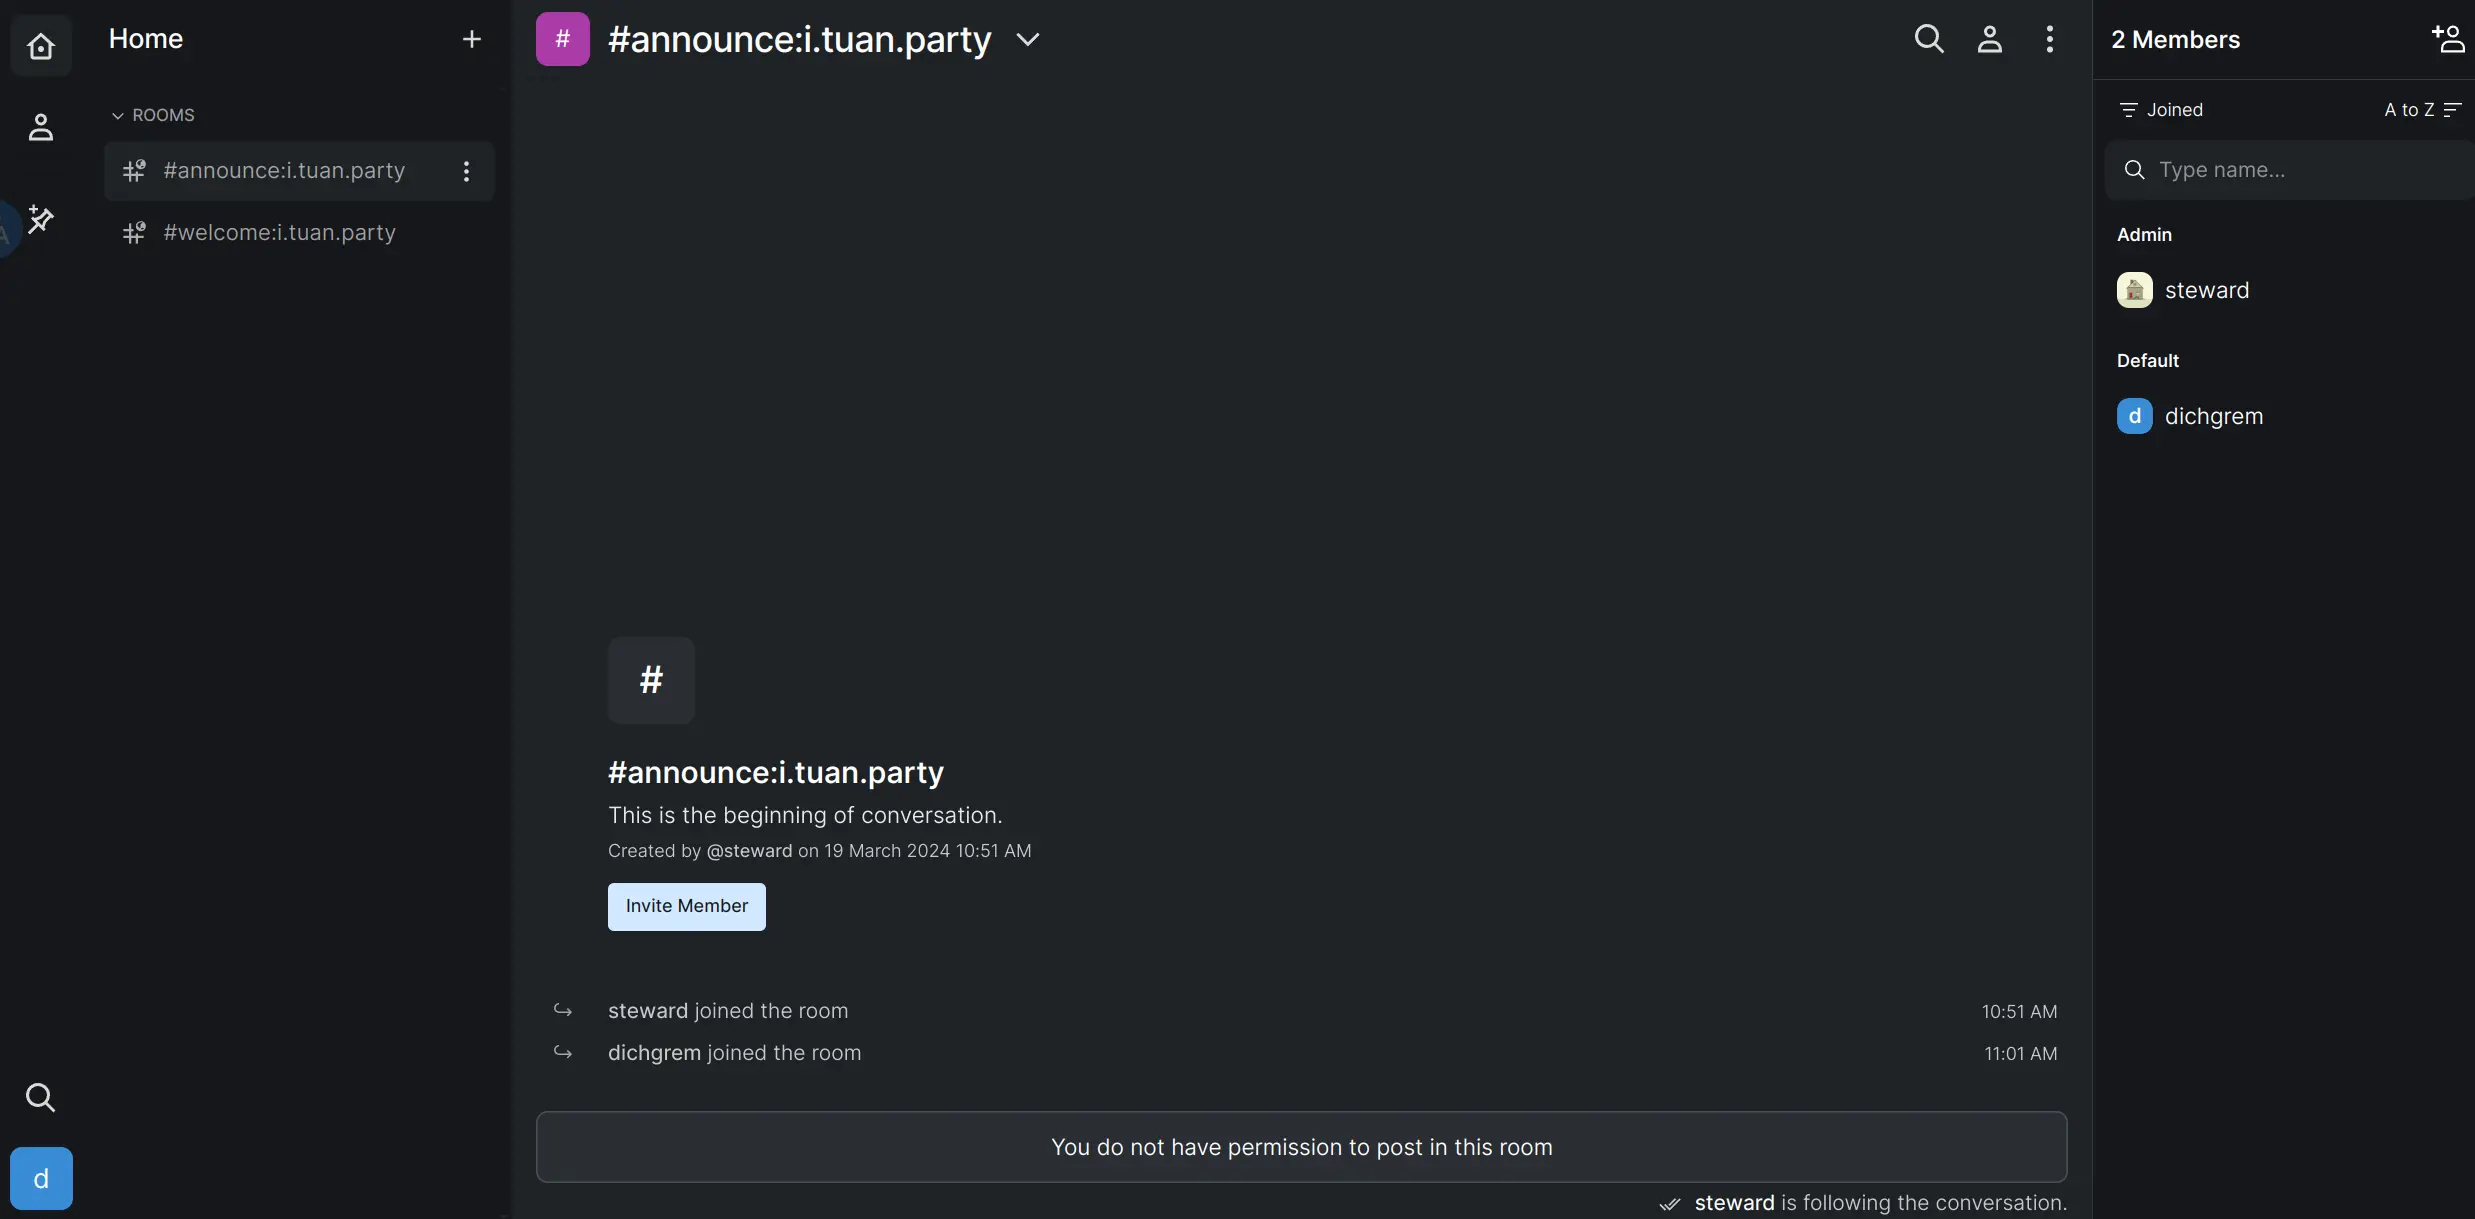 Home
ROOMS
#announce:i.tuan.party
#welcome:i.tuan.party
d
#
#announce:i.tuan.party
#
#announce:i.tuan.party
This is the beginning of conversation.
Created by @steward on 19 March 2024 10:51 AM
Invite Member
steward joined the room 10:51 AM
dichgrem joined the room 11:01 AM
You do not have permission to post in this room
steward is following the conversation.
2 Members
Joined A to Z
Type name...
Admin
steward
Default
d dichgrem